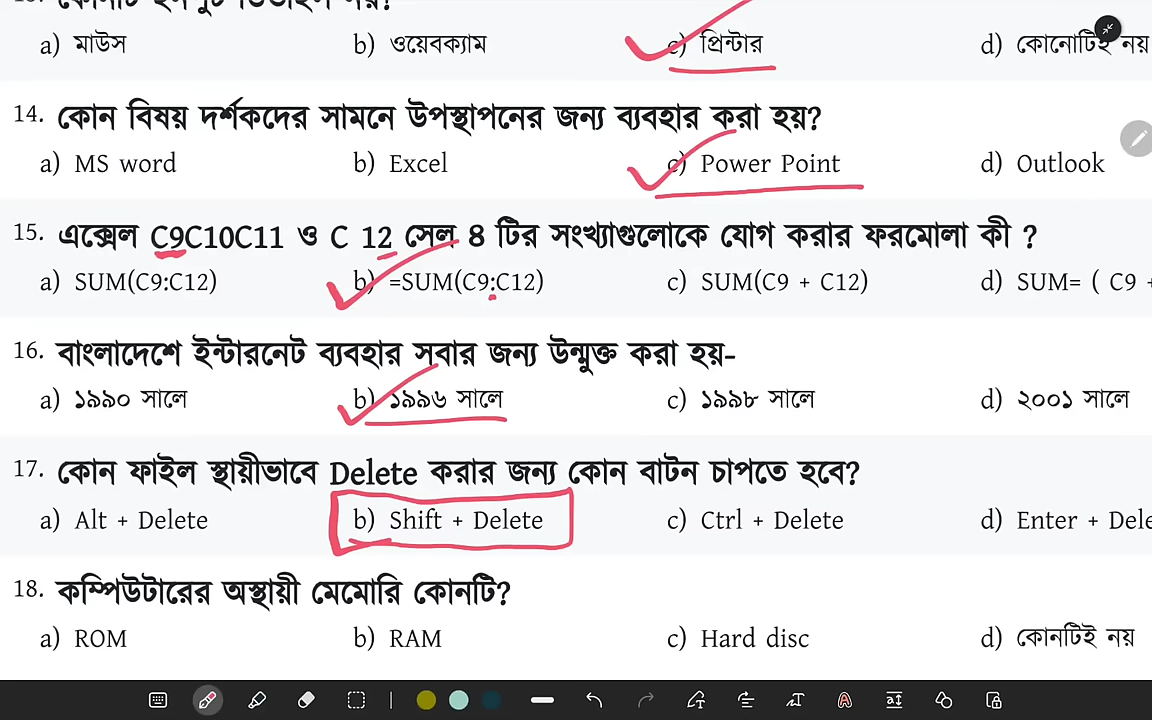 a) মাউস b) ওয়েবক্যাম c) প্রিন্টার d) কোনোটিই নয়
14. কোন বিষয় দর্শকদের সামনে উপস্থাপনের জন্য ব্যবহার করা হয়?
a) MS word b) Excel c) Power Point d) Outlook
15. এক্সেল C9C10C11 ও C 12 সেল ৪ টির সংখ্যাগুলোকে যোগ করার ফরমোলা কী ?
a) SUM(C9:C12) b) =SUM(C9:C12) c) SUM(C9 + C12) d) SUM= ( C9 +
16. বাংলাদেশে ইন্টারনেট ব্যবহার সবার জন্য উন্মুক্ত করা হয়-
a) ১৯৯০ সালে b) ১৯৯৬ সালে c) ১৯৯৮ সালে d) ২০০১ সালে
17. কোন ফাইল স্থায়ীভাবে Delete করার জন্য কোন বাটন চাপতে হবে?
a) Alt + Delete b) Shift + Delete c) Ctrl + Delete d) Enter + Dele
18. কম্পিউটারের অস্থায়ী মেমোরি কোনটি?
a) ROM b) RAM c) Hard disc d) কোনটিই নয়